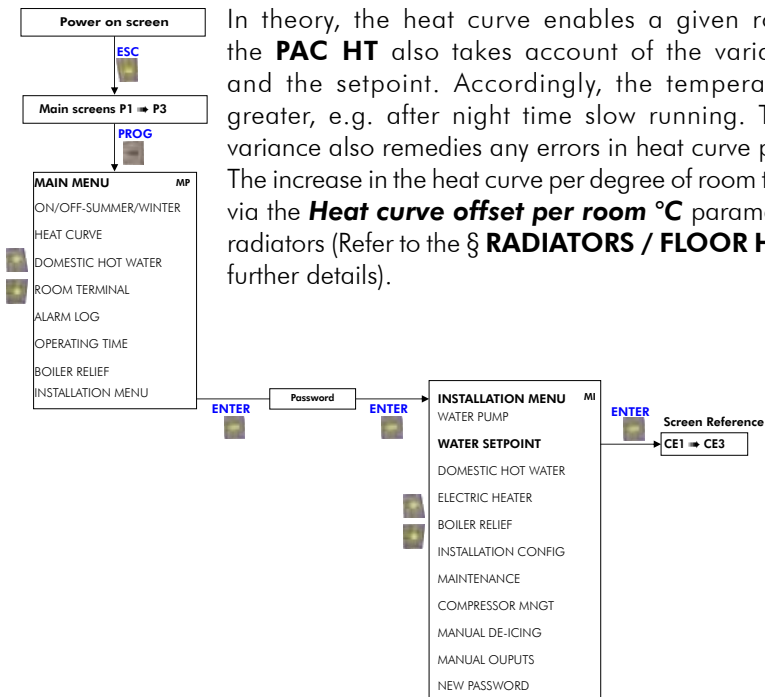 Power on screen
ESC
Main screens P1 ➠ P3
PROG
MAIN MENU MP
ON/OFF-SUMMER/WINTER
HEAT CURVE
DOMESTIC HOT WATER
ROOM TERMINAL
ALARM LOG
OPERATING TIME
BOILER RELIEF
INSTALLATION MENU
In theory, the heat curve enables a given
the PAC HT also takes account of the
and the setpoint. Accordingly, the
greater, e.g. after night time slow running.
variance also remedies any errors in heat curve
The increase in the heat curve per degree of room
via the Heat curve offset per room °C
radiators (Refer to the § RADIATORS / FLOOR
further details).
ENTER
Password
ENTER
INSTALLATION MENU MI
WATER PUMP
WATER SETPOINT
DOMESTIC HOT WATER
ELECTRIC HEATER
BOILER RELIEF
INSTALLATION CONFIG
MAINTENANCE
COMPRESSOR MNGT
MANUAL DE-ICING
MANUAL OUPUTS
NEW PASSWORD
ENTER
Screen Reference
CE1 ➠ CE3